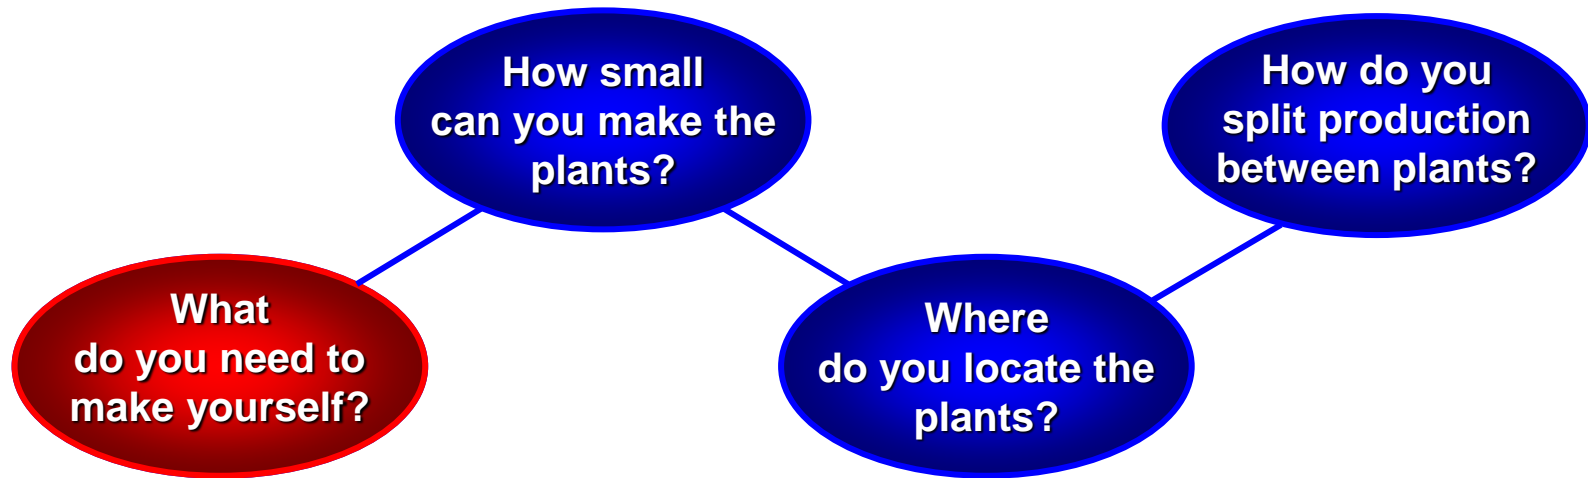 What
do you need to
make yourself?
How small
can you make the
plants?
Where
do you locate the
plants?
How do you
split production
between plants?